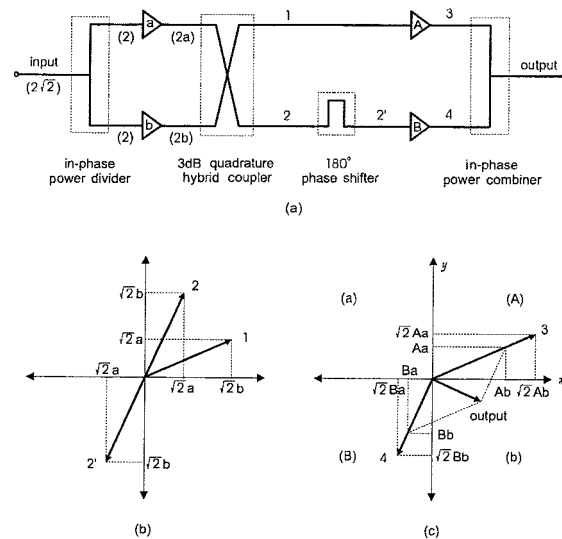 1
3
a
A
input
(2)
(2a)
output
(2√2)
2
2'
4
(2)
b
(2b)
B
in-phase
power divider
3dB quadrature
hybrid coupler
180°
phase shifter
in-phase
power combiner
(a)
2
√2 b
1
√2 a
√2 a
√2 a
√2 b
2'
√2 b
(b)
y
(a)
(A)
3
√2 Aa
Aa
Ba
√2 Ba
Ab
√2 Ab
x
output
Bb
(B)
4
√2 Bb
(b)
(c)